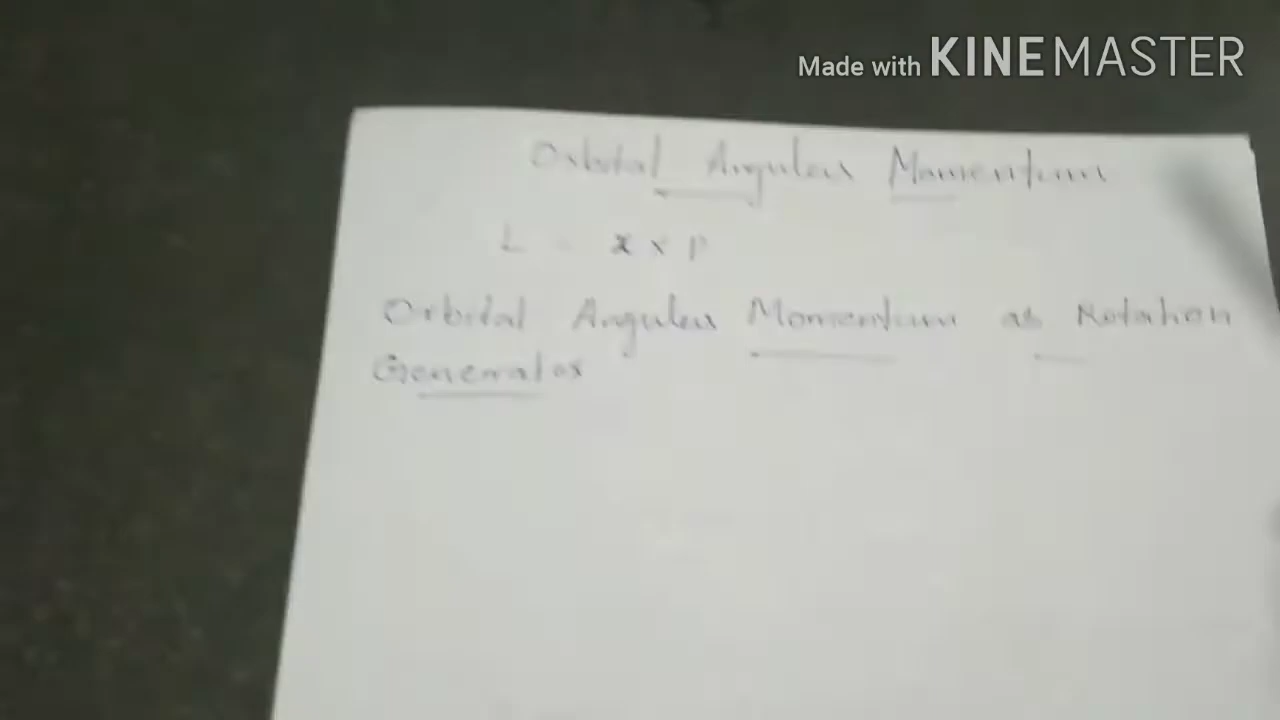 Made with KINEMASTER
Orbital Angular Momentum
L = x × p
Orbital Angular Momentum as Rotation
Generator